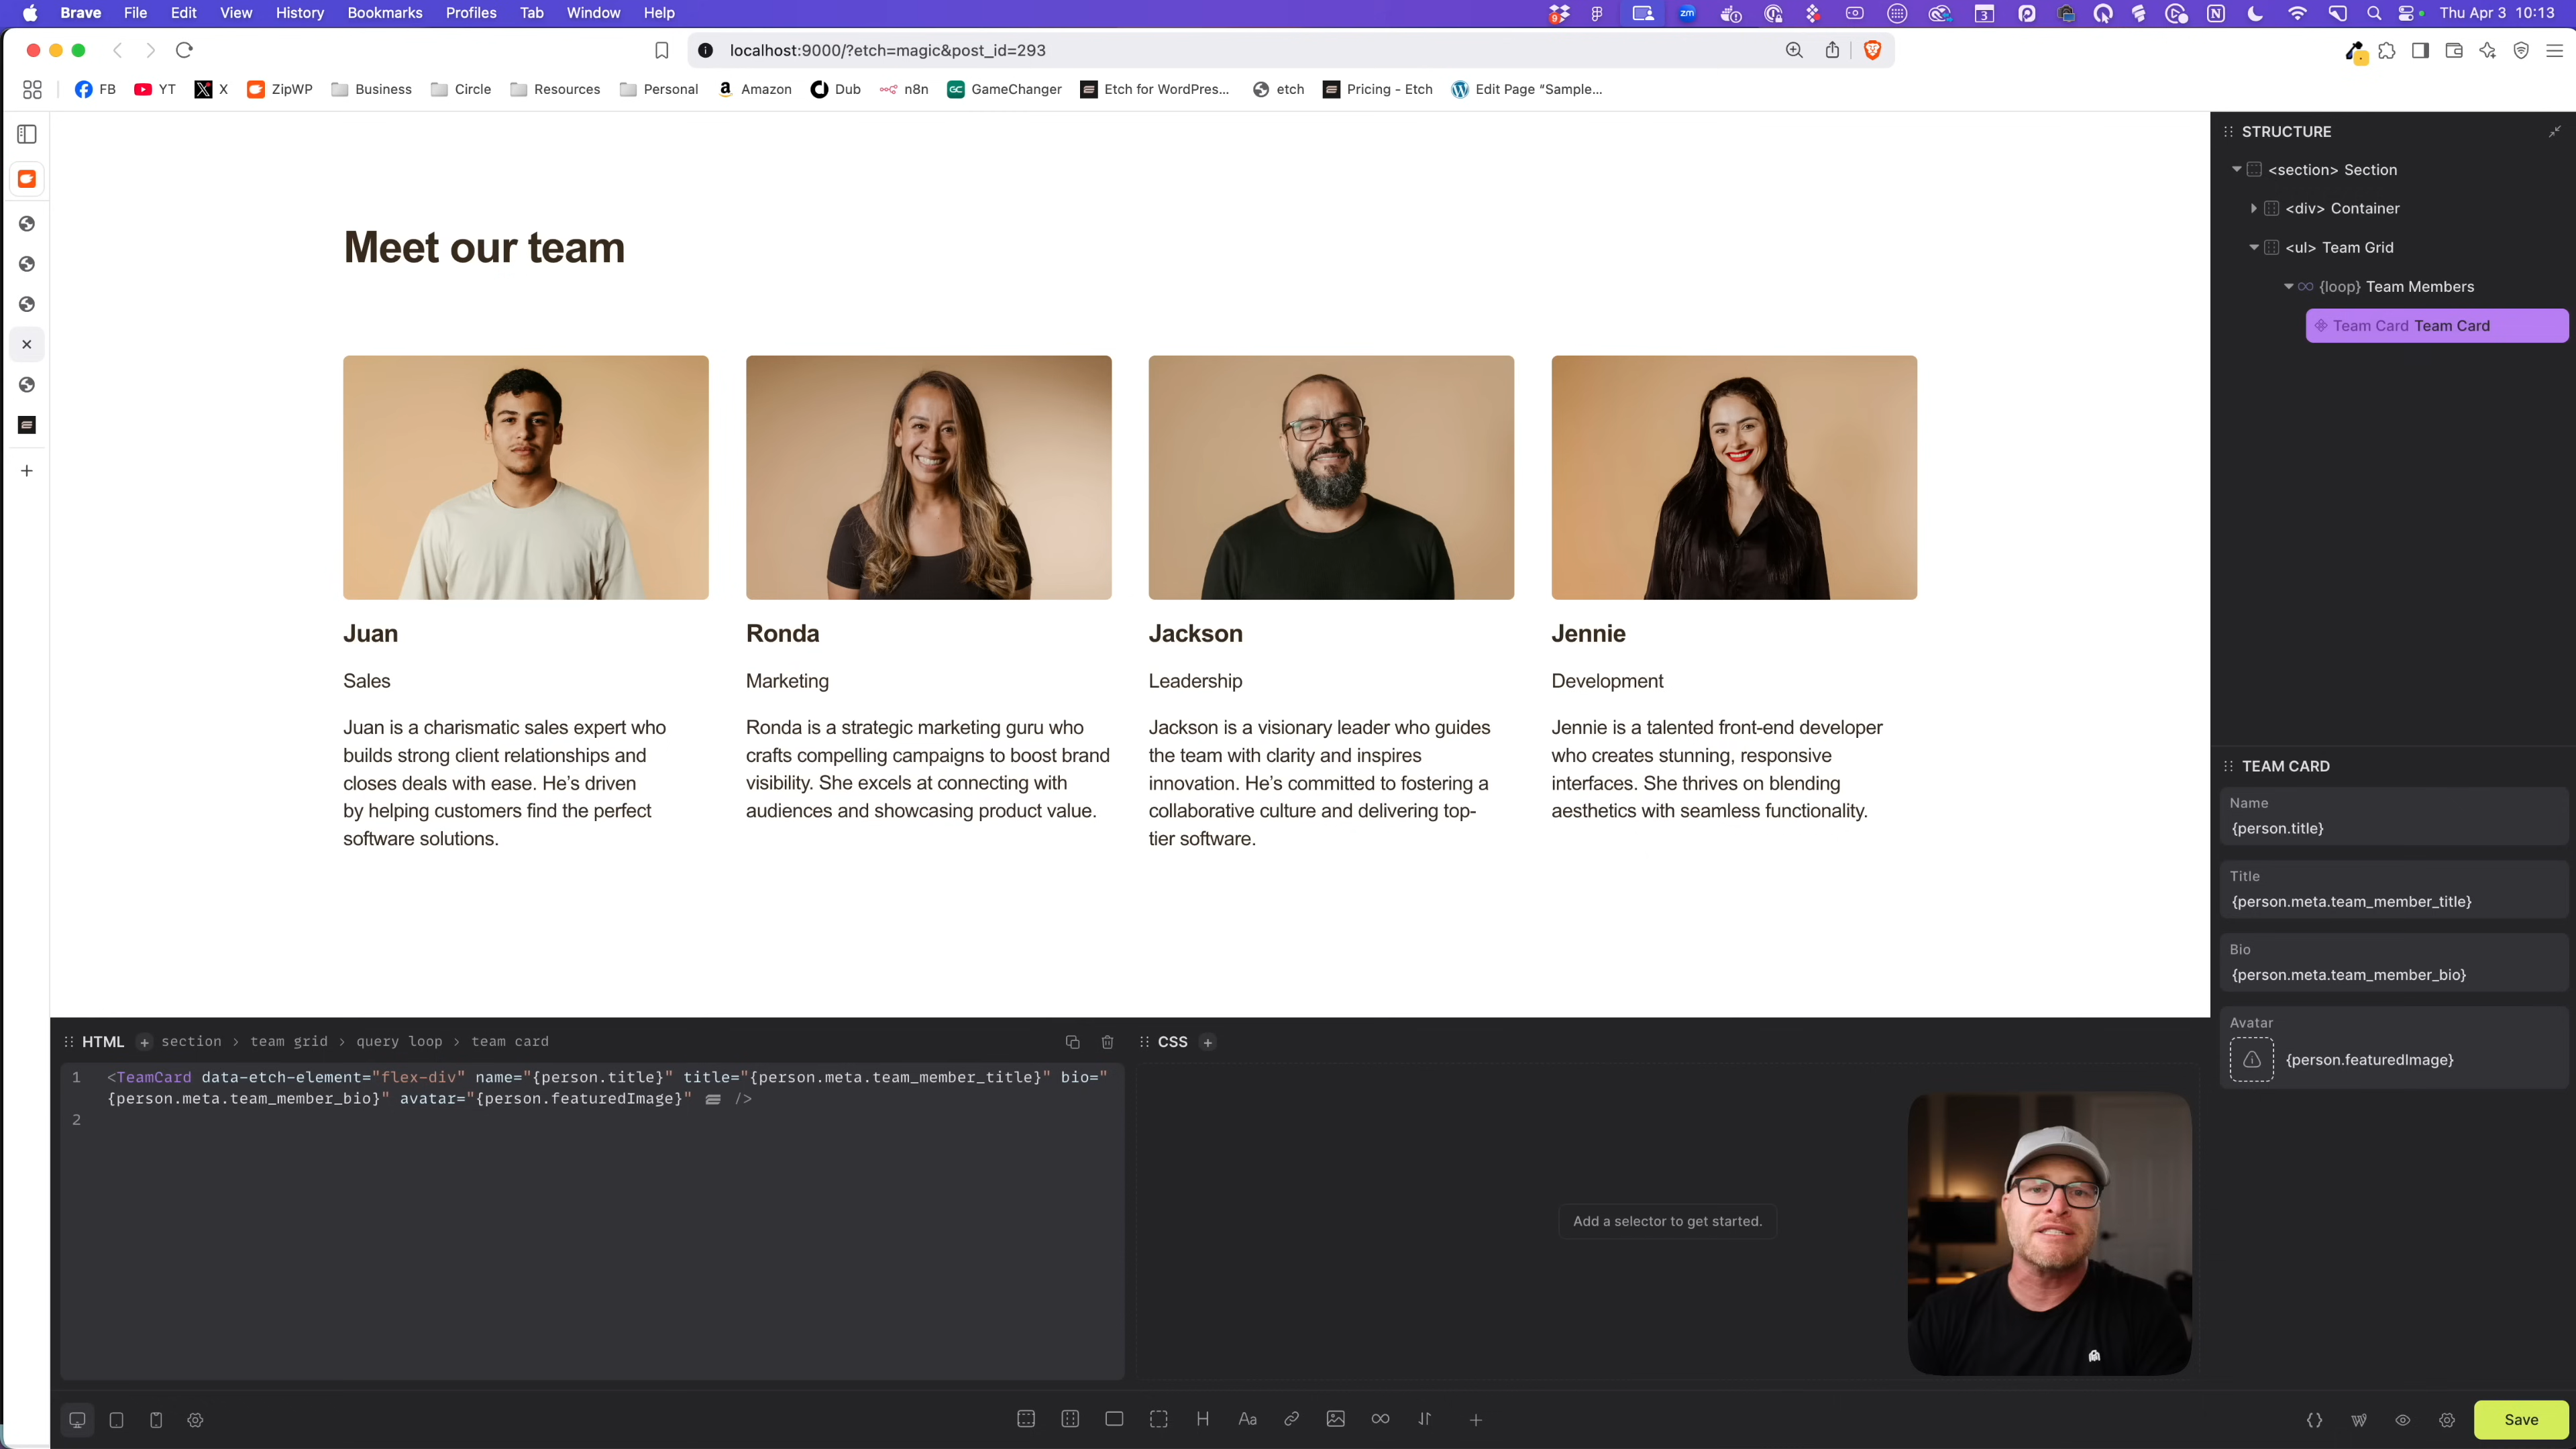 Brave File Edit View History Bookmarks Profiles Tab Window Help
9 zm 3 Thu Apr 3 10:13
localhost:9000/?etch=magic&post_id=293
FB YT X ZipWP Business Circle Resources Personal Amazon Dub n8n GameChanger Etch for WordPres... etch Pricing - Etch Edit Page “Sample...
Meet our team
Juan
Sales
Juan is a charismatic sales expert who
builds strong client relationships and
closes deals with ease. He’s driven
by helping customers find the perfect
software solutions.
Ronda
Marketing
Ronda is a strategic marketing guru who
crafts compelling campaigns to boost brand
visibility. She excels at connecting with
audiences and showcasing product value.
Jackson
Leadership
Jackson is a visionary leader who guides
the team with clarity and inspires
innovation. He’s committed to fostering a
collaborative culture and delivering top-
tier software.
Jennie
Development
Jennie is a talented front-end developer
who creates stunning, responsive
interfaces. She thrives on blending
aesthetics with seamless functionality.
STRUCTURE
<section> Section
<div> Container
<ul> Team Grid
{loop} Team Members
Team Card Team Card
TEAM CARD
Name
{person.title}
Title
{person.meta.team_member_title}
Bio
{person.meta.team_member_bio}
Avatar
{person.featuredImage}
HTML + section > team grid > query loop > team card
1 <TeamCard data-etch-element="flex-div" name="{person.title}" title="{person.meta.team_member_title}" bio="
{person.meta.team_member_bio}" avatar="{person.featuredImage}" />
2
CSS +
Add a selector to get started.
H Aa
{} Save